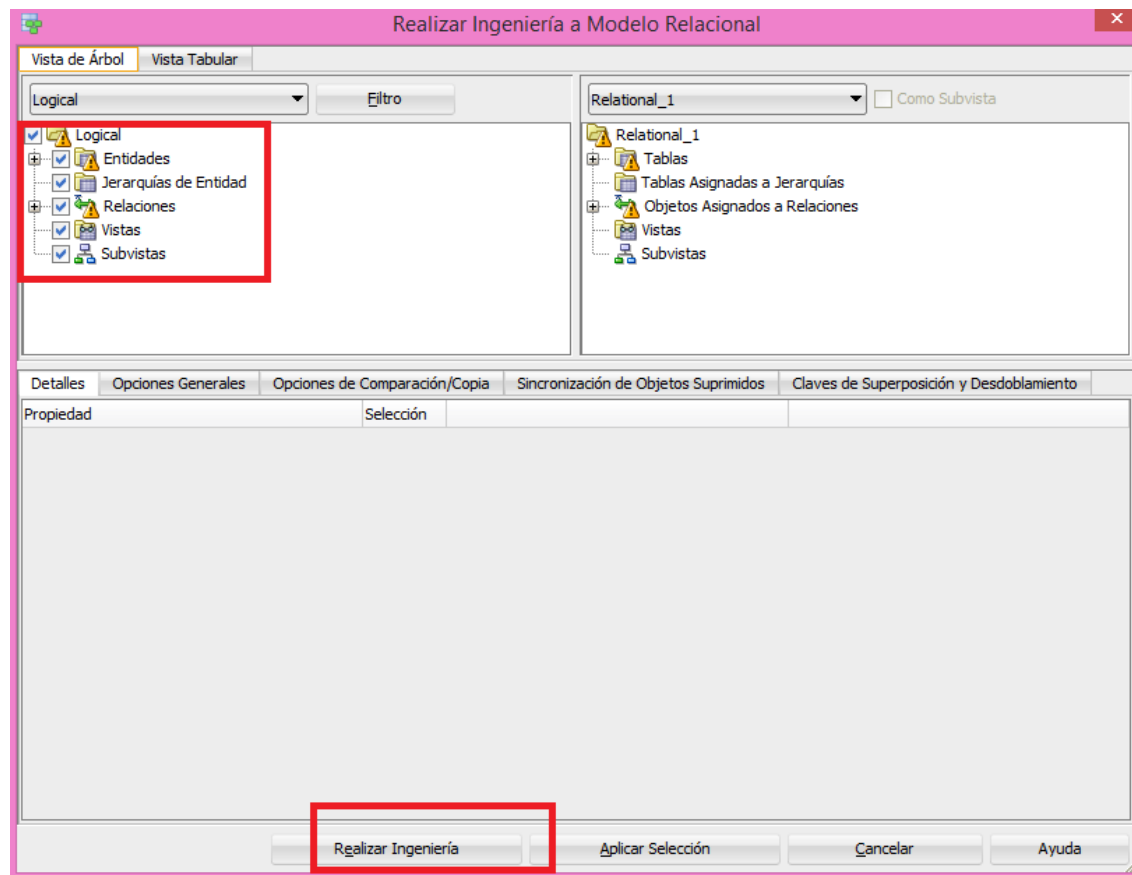 Realizar Ingeniería a Modelo Relacional
Vista de Árbol Vista Tabular
Logical Filtro Relational_1 Como Subvista
Logical
Entidades
Jerarquías de Entidad
Relaciones
Vistas
Subvistas
Relational_1
Tablas
Tablas Asignadas a Jerarquías
Objetos Asignados a Relaciones
Vistas
Subvistas
Detalles Opciones Generales Opciones de Comparación/Copia Sincronización de Objetos Suprimidos Claves de Superposición y Desdoblamiento
Propiedad Selección
Realizar Ingeniería Aplicar Selección Cancelar Ayuda